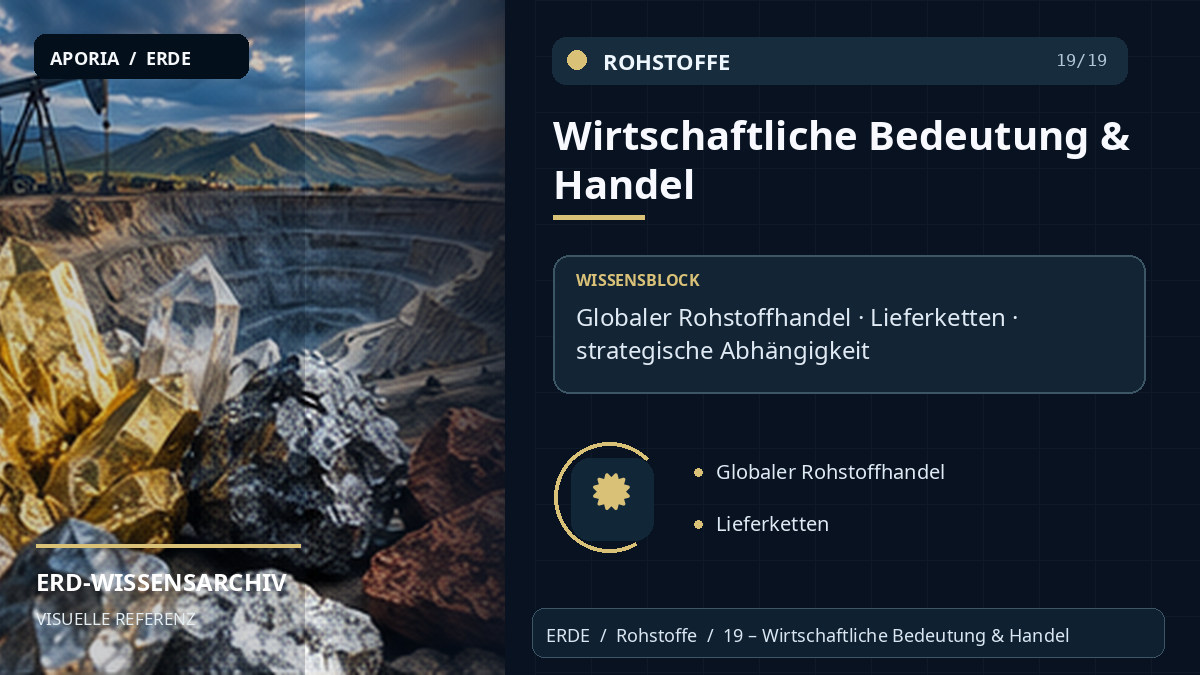 APORIA / ERDE
ERD-WISSENSARCHIV
VISUELLE REFERENZ
ROHSTOFFE
19/19
Wirtschaftliche Bedeutung &
Handel
WISSENSBLOCK
Globaler Rohstoffhandel · Lieferketten ·
strategische Abhängigkeit
Globaler Rohstoffhandel
Lieferketten
ERDE / Rohstoffe / 19 – Wirtschaftliche Bedeutung & Handel